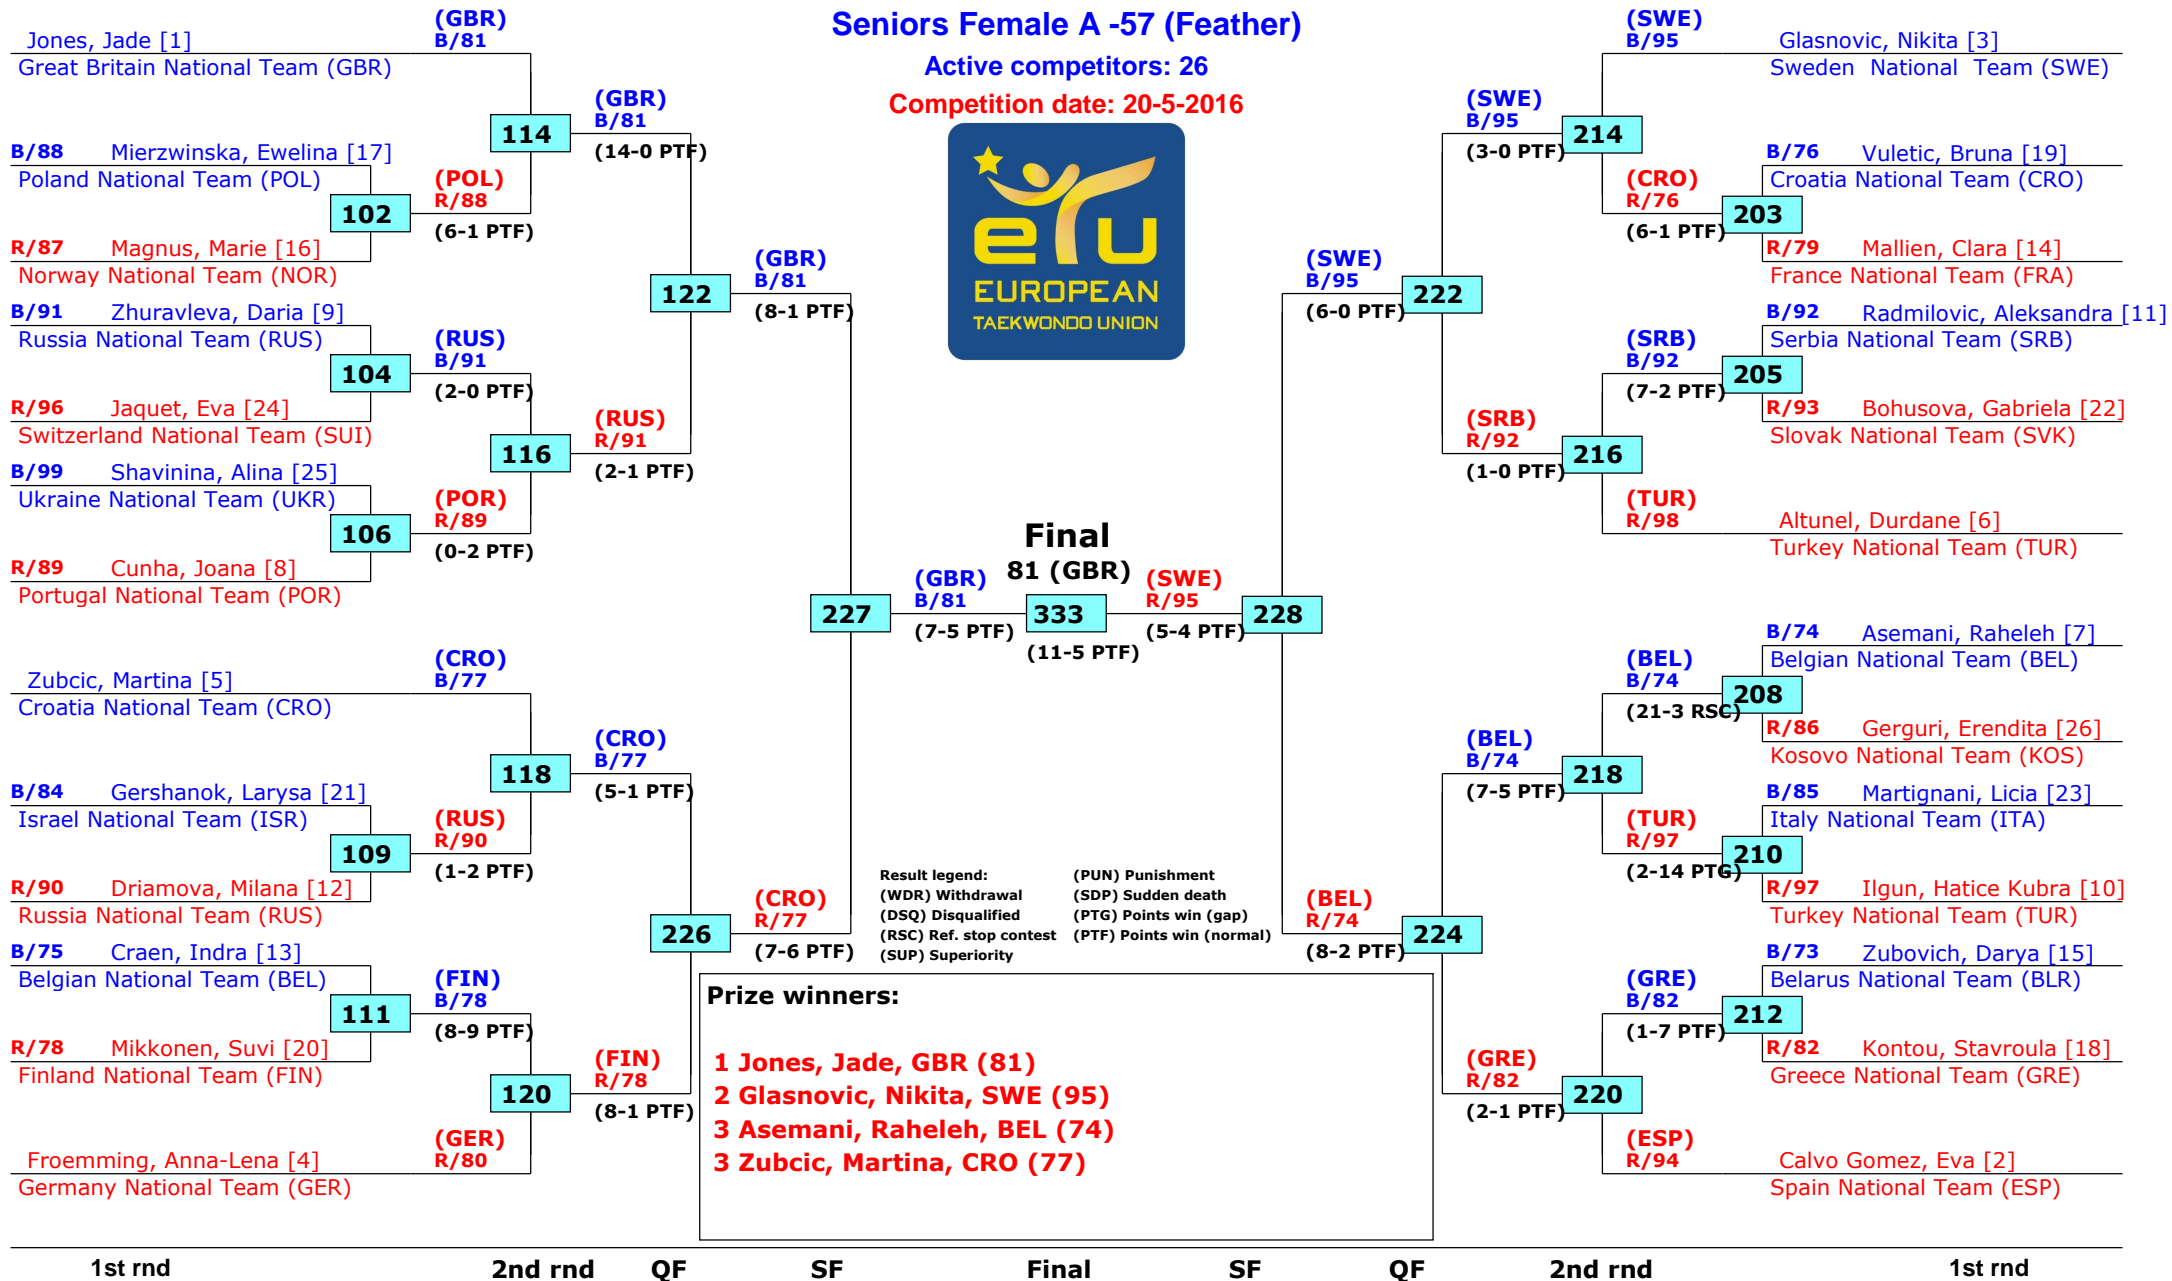 Seniors Female A -57 (Feather)
Active competitors: 26
Competition date: 20-5-2016
eTU
EUROPEAN
TAEKWONDO UNION
Jones, Jade [1]
Great Britain National Team (GBR)
(GBR)
B/81
B/88 Mierzwinska, Ewelina [17]
Poland National Team (POL)
102
(POL)
R/88
(6-1 PTF)
R/87 Magnus, Marie [16]
Norway National Team (NOR)
114
(GBR)
B/81
(14-0 PTF)
B/91 Zhuravleva, Daria [9]
Russia National Team (RUS)
104
(RUS)
B/91
(2-0 PTF)
R/96 Jaquet, Eva [24]
Switzerland National Team (SUI)
116
(RUS)
R/91
(2-1 PTF)
B/99 Shavinina, Alina [25]
Ukraine National Team (UKR)
106
(POR)
R/89
(0-2 PTF)
R/89 Cunha, Joana [8]
Portugal National Team (POR)
122
(GBR)
B/81
(8-1 PTF)
Zubcic, Martina [5]
Croatia National Team (CRO)
(CRO)
B/77
118
(CRO)
B/77
(5-1 PTF)
B/84 Gershanok, Larysa [21]
Israel National Team (ISR)
109
(RUS)
R/90
(1-2 PTF)
R/90 Driamova, Milana [12]
Russia National Team (RUS)
226
(CRO)
R/77
(7-6 PTF)
B/75 Craen, Indra [13]
Belgian National Team (BEL)
111
(FIN)
B/78
(8-9 PTF)
R/78 Mikkonen, Suvi [20]
Finland National Team (FIN)
120
(FIN)
R/78
(8-1 PTF)
Froemming, Anna-Lena [4]
Germany National Team (GER)
(GER)
R/80
227
(GBR)
B/81
(7-5 PTF)
Final
81 (GBR)
333
(11-5 PTF)
(SWE)
R/95
(5-4 PTF)
228
(SWE)
B/95
Glasnovic, Nikita [3]
Sweden National Team (SWE)
(SWE)
B/95
(3-0 PTF)
214
B/76 Vuletic, Bruna [19]
Croatia National Team (CRO)
(CRO)
R/76
(6-1 PTF)
203
R/79 Mallien, Clara [14]
France National Team (FRA)
(SWE)
B/95
(6-0 PTF)
222
B/92 Radmilovic, Aleksandra [11]
Serbia National Team (SRB)
(SRB)
B/92
(7-2 PTF)
205
R/93 Bohusova, Gabriela [22]
Slovak National Team (SVK)
(SRB)
R/92
(1-0 PTF)
216
(TUR)
R/98
Altunel, Durdane [6]
Turkey National Team (TUR)
B/74 Asemani, Raheleh [7]
Belgian National Team (BEL)
(BEL)
B/74
(21-3 RSC)
208
R/86 Gerguri, Erendita [26]
Kosovo National Team (KOS)
(BEL)
B/74
(7-5 PTF)
218
B/85 Martignani, Licia [23]
Italy National Team (ITA)
(TUR)
R/97
(2-14 PTG)
210
R/97 Ilgun, Hatice Kubra [10]
Turkey National Team (TUR)
(BEL)
R/74
(8-2 PTF)
224
B/73 Zubovich, Darya [15]
Belarus National Team (BLR)
(GRE)
B/82
(1-7 PTF)
212
R/82 Kontou, Stavroula [18]
Greece National Team (GRE)
(GRE)
R/82
(2-1 PTF)
220
(ESP)
R/94
Calvo Gomez, Eva [2]
Spain National Team (ESP)
Result legend:
(WDR) Withdrawal
(DSQ) Disqualified
(RSC) Ref. stop contest
(SUP) Superiority
(PUN) Punishment
(SDP) Sudden death
(PTG) Points win (gap)
(PTF) Points win (normal)
Prize winners:
1 Jones, Jade, GBR (81)
2 Glasnovic, Nikita, SWE (95)
3 Asemani, Raheleh, BEL (74)
3 Zubcic, Martina, CRO (77)
1st rnd 2nd rnd QF SF Final SF QF 2nd rnd 1st rnd